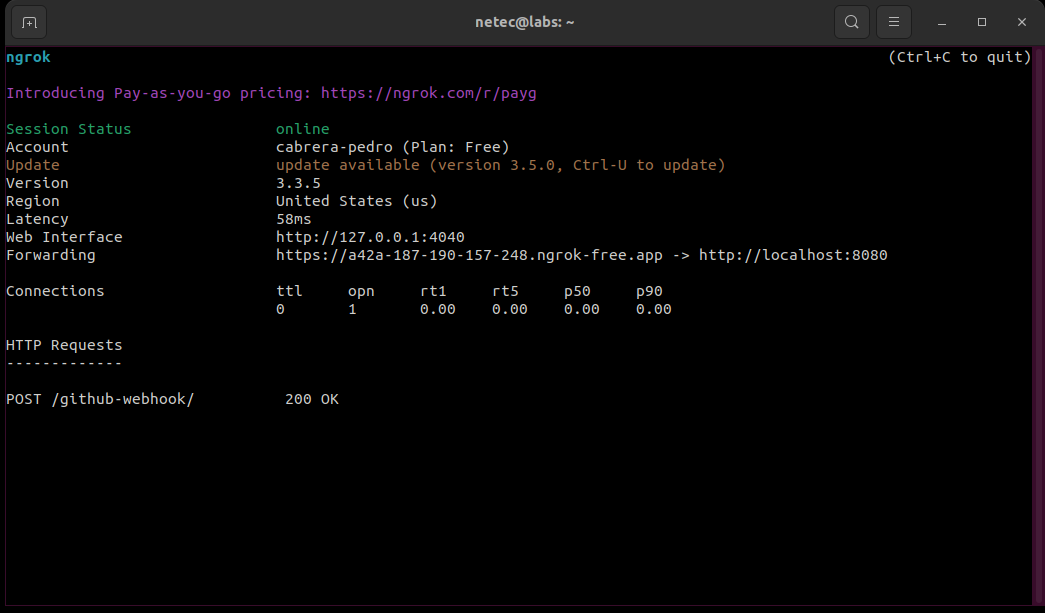 netec@labs: ~
ngrok (Ctrl+C to quit)
Introducing Pay-as-you-go pricing: https://ngrok.com/r/payg
Session Status online
Account cabrera-pedro (Plan: Free)
Update update available (version 3.5.0, Ctrl-U to update)
Version 3.3.5
Region United States (us)
Latency 58ms
Web Interface http://127.0.0.1:4040
Forwarding https://a42a-187-190-157-248.ngrok-free.app -> http://localhost:8080
Connections ttl opn rt1 rt5 p50 p90
0 1 0.00 0.00 0.00 0.00
HTTP Requests
-------------
POST /github-webhook/ 200 OK